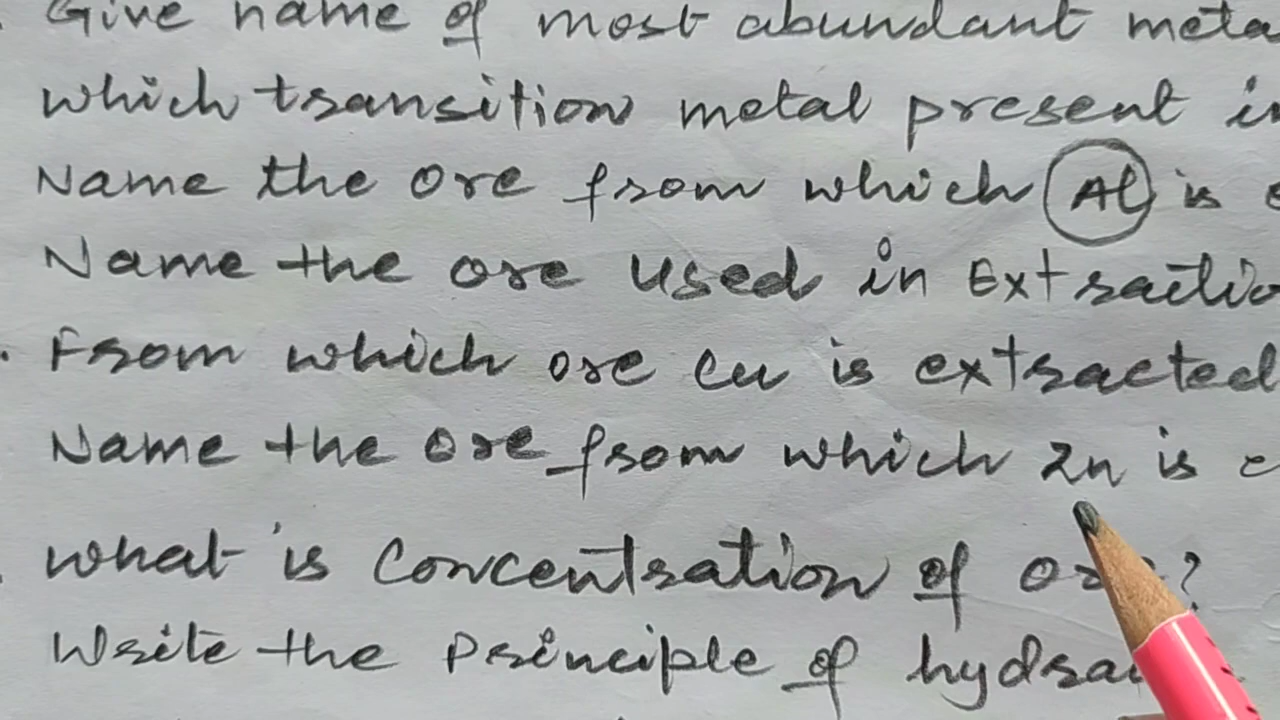 Give name of most abundant meta
which transition metal present in
Name the ore from which Al is e
Name the ore used in Extractio
From which ore cu is extracted
Name the ore from which Zn is e
what is concentration of ore?
Write the principle of hydra